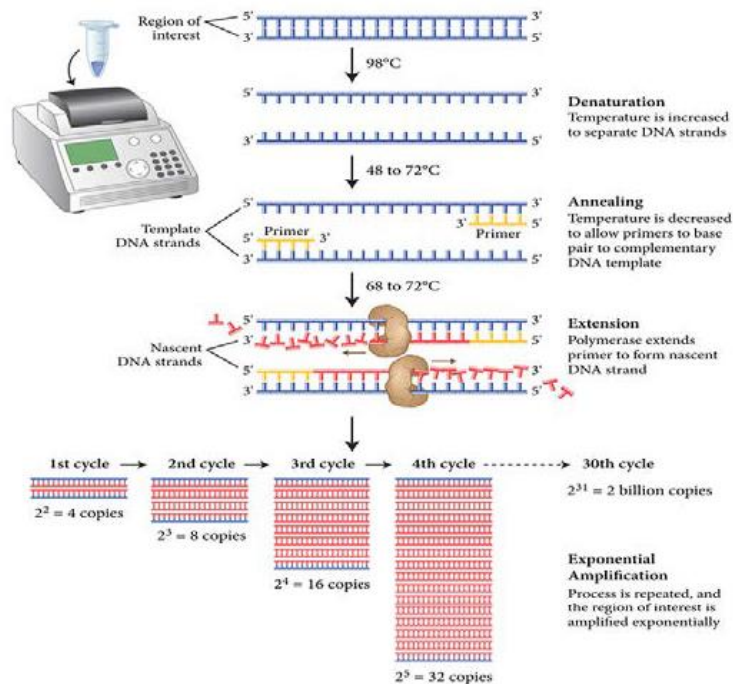 Region of interest
5' 3'
3' 5'
98°C
5' 3'
3' 5'
Denaturation
Temperature is increased
to separate DNA strands
48 to 72°C
5' 3'
3' 5'
Primer
Template
DNA strands
5' 3'
Primer
3' 5'
Annealing
Temperature is decreased
to allow primers to base
pair to complementary
DNA template
68 to 72°C
5' 3'
3' 5'
Nascent
DNA strands
5' 3'
3' 5'
Extension
Polymerase extends
primer to form nascent
DNA strand
1st cycle
2nd cycle
3rd cycle
4th cycle
30th cycle
2² = 4 copies
2³ = 8 copies
2⁴ = 16 copies
2⁵ = 32 copies
2³¹ = 2 billion copies
Exponential
Amplification
Process is repeated, and
the region of interest is
amplified exponentially